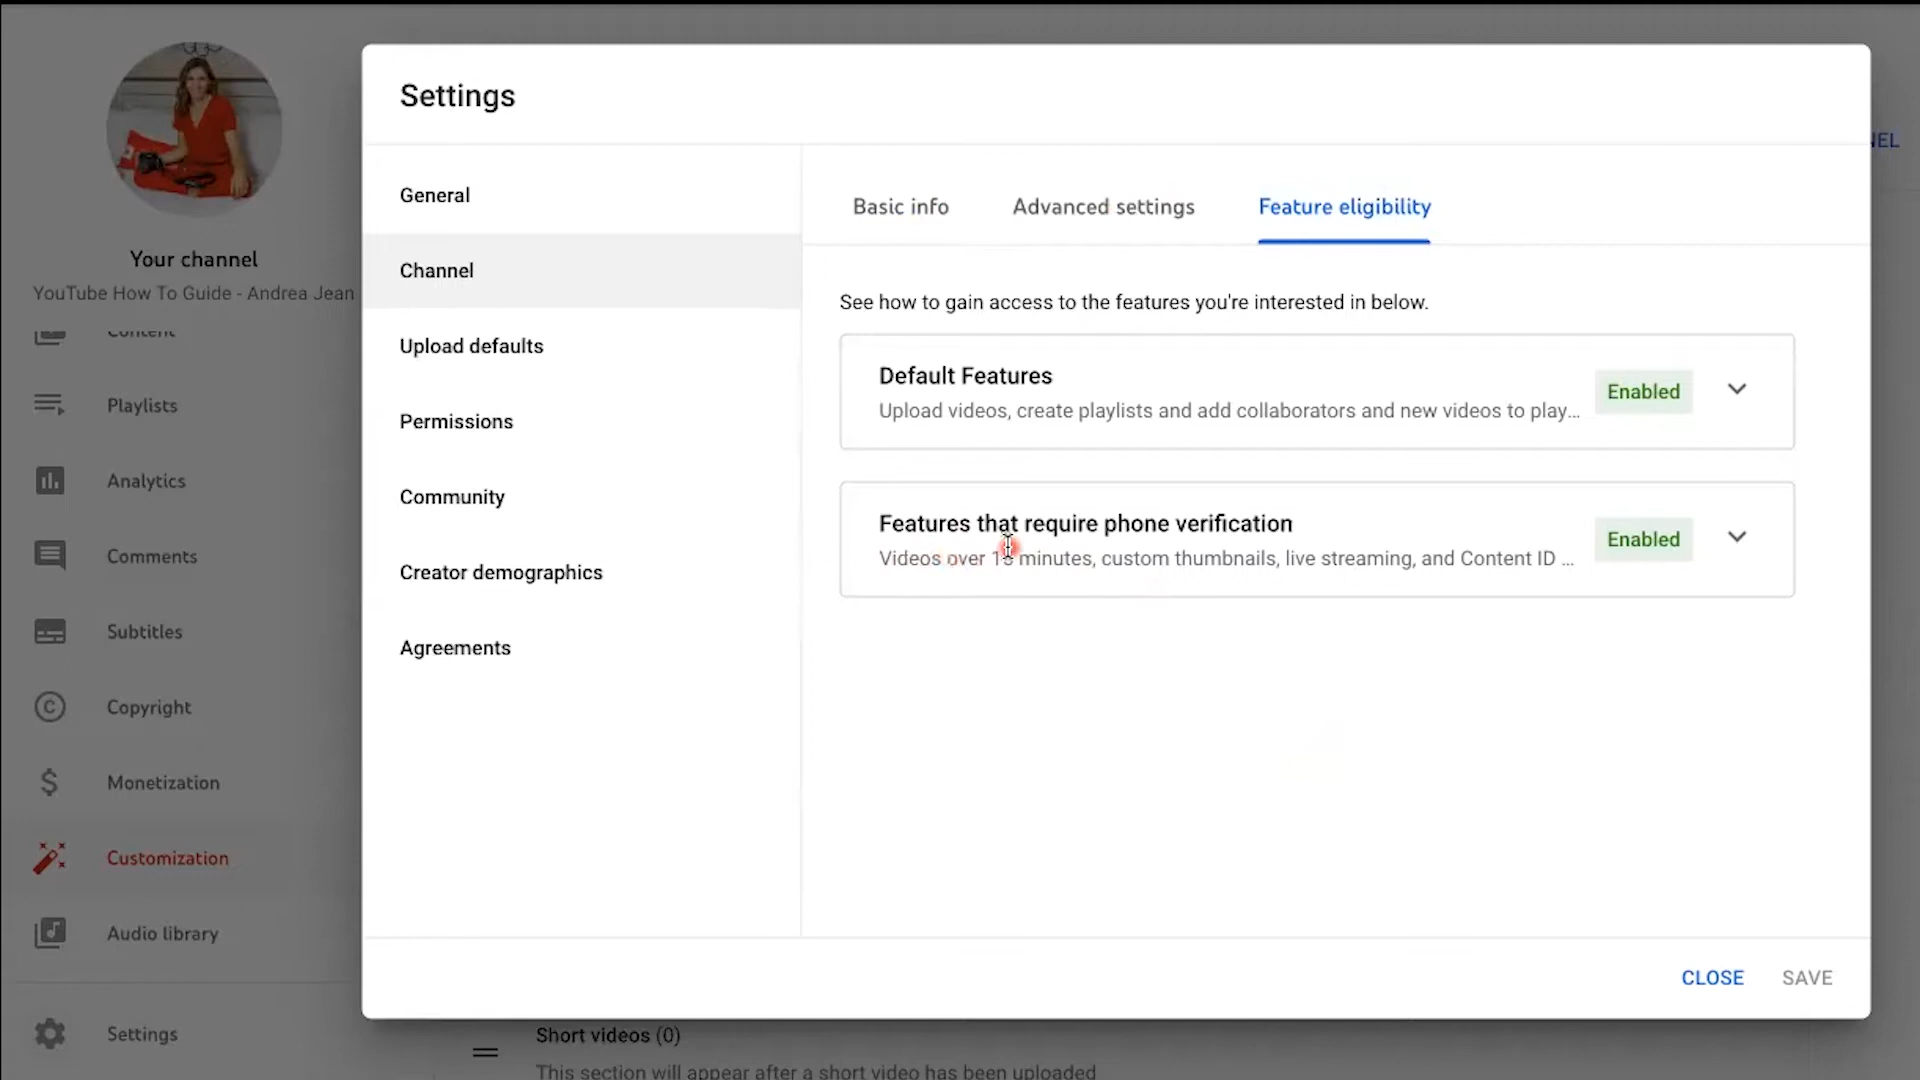 Settings
NEL
General
Channel
Upload defaults
Permissions
Community
Creator demographics
Agreements
Basic info
Advanced settings
Feature eligibility
See how to gain access to the features you're interested in below.
Default Features
Upload videos, create playlists and add collaborators and new videos to play...
Enabled
Features that require phone verification
Videos over 15 minutes, custom thumbnails, live streaming, and Content ID ...
Enabled
CLOSE
SAVE
Your channel
YouTube How To Guide - Andrea Jean
Content
Playlists
Analytics
Comments
Subtitles
Copyright
Monetization
Customization
Audio library
Settings
Short videos (0)
This section will appear after a short video has been uploaded